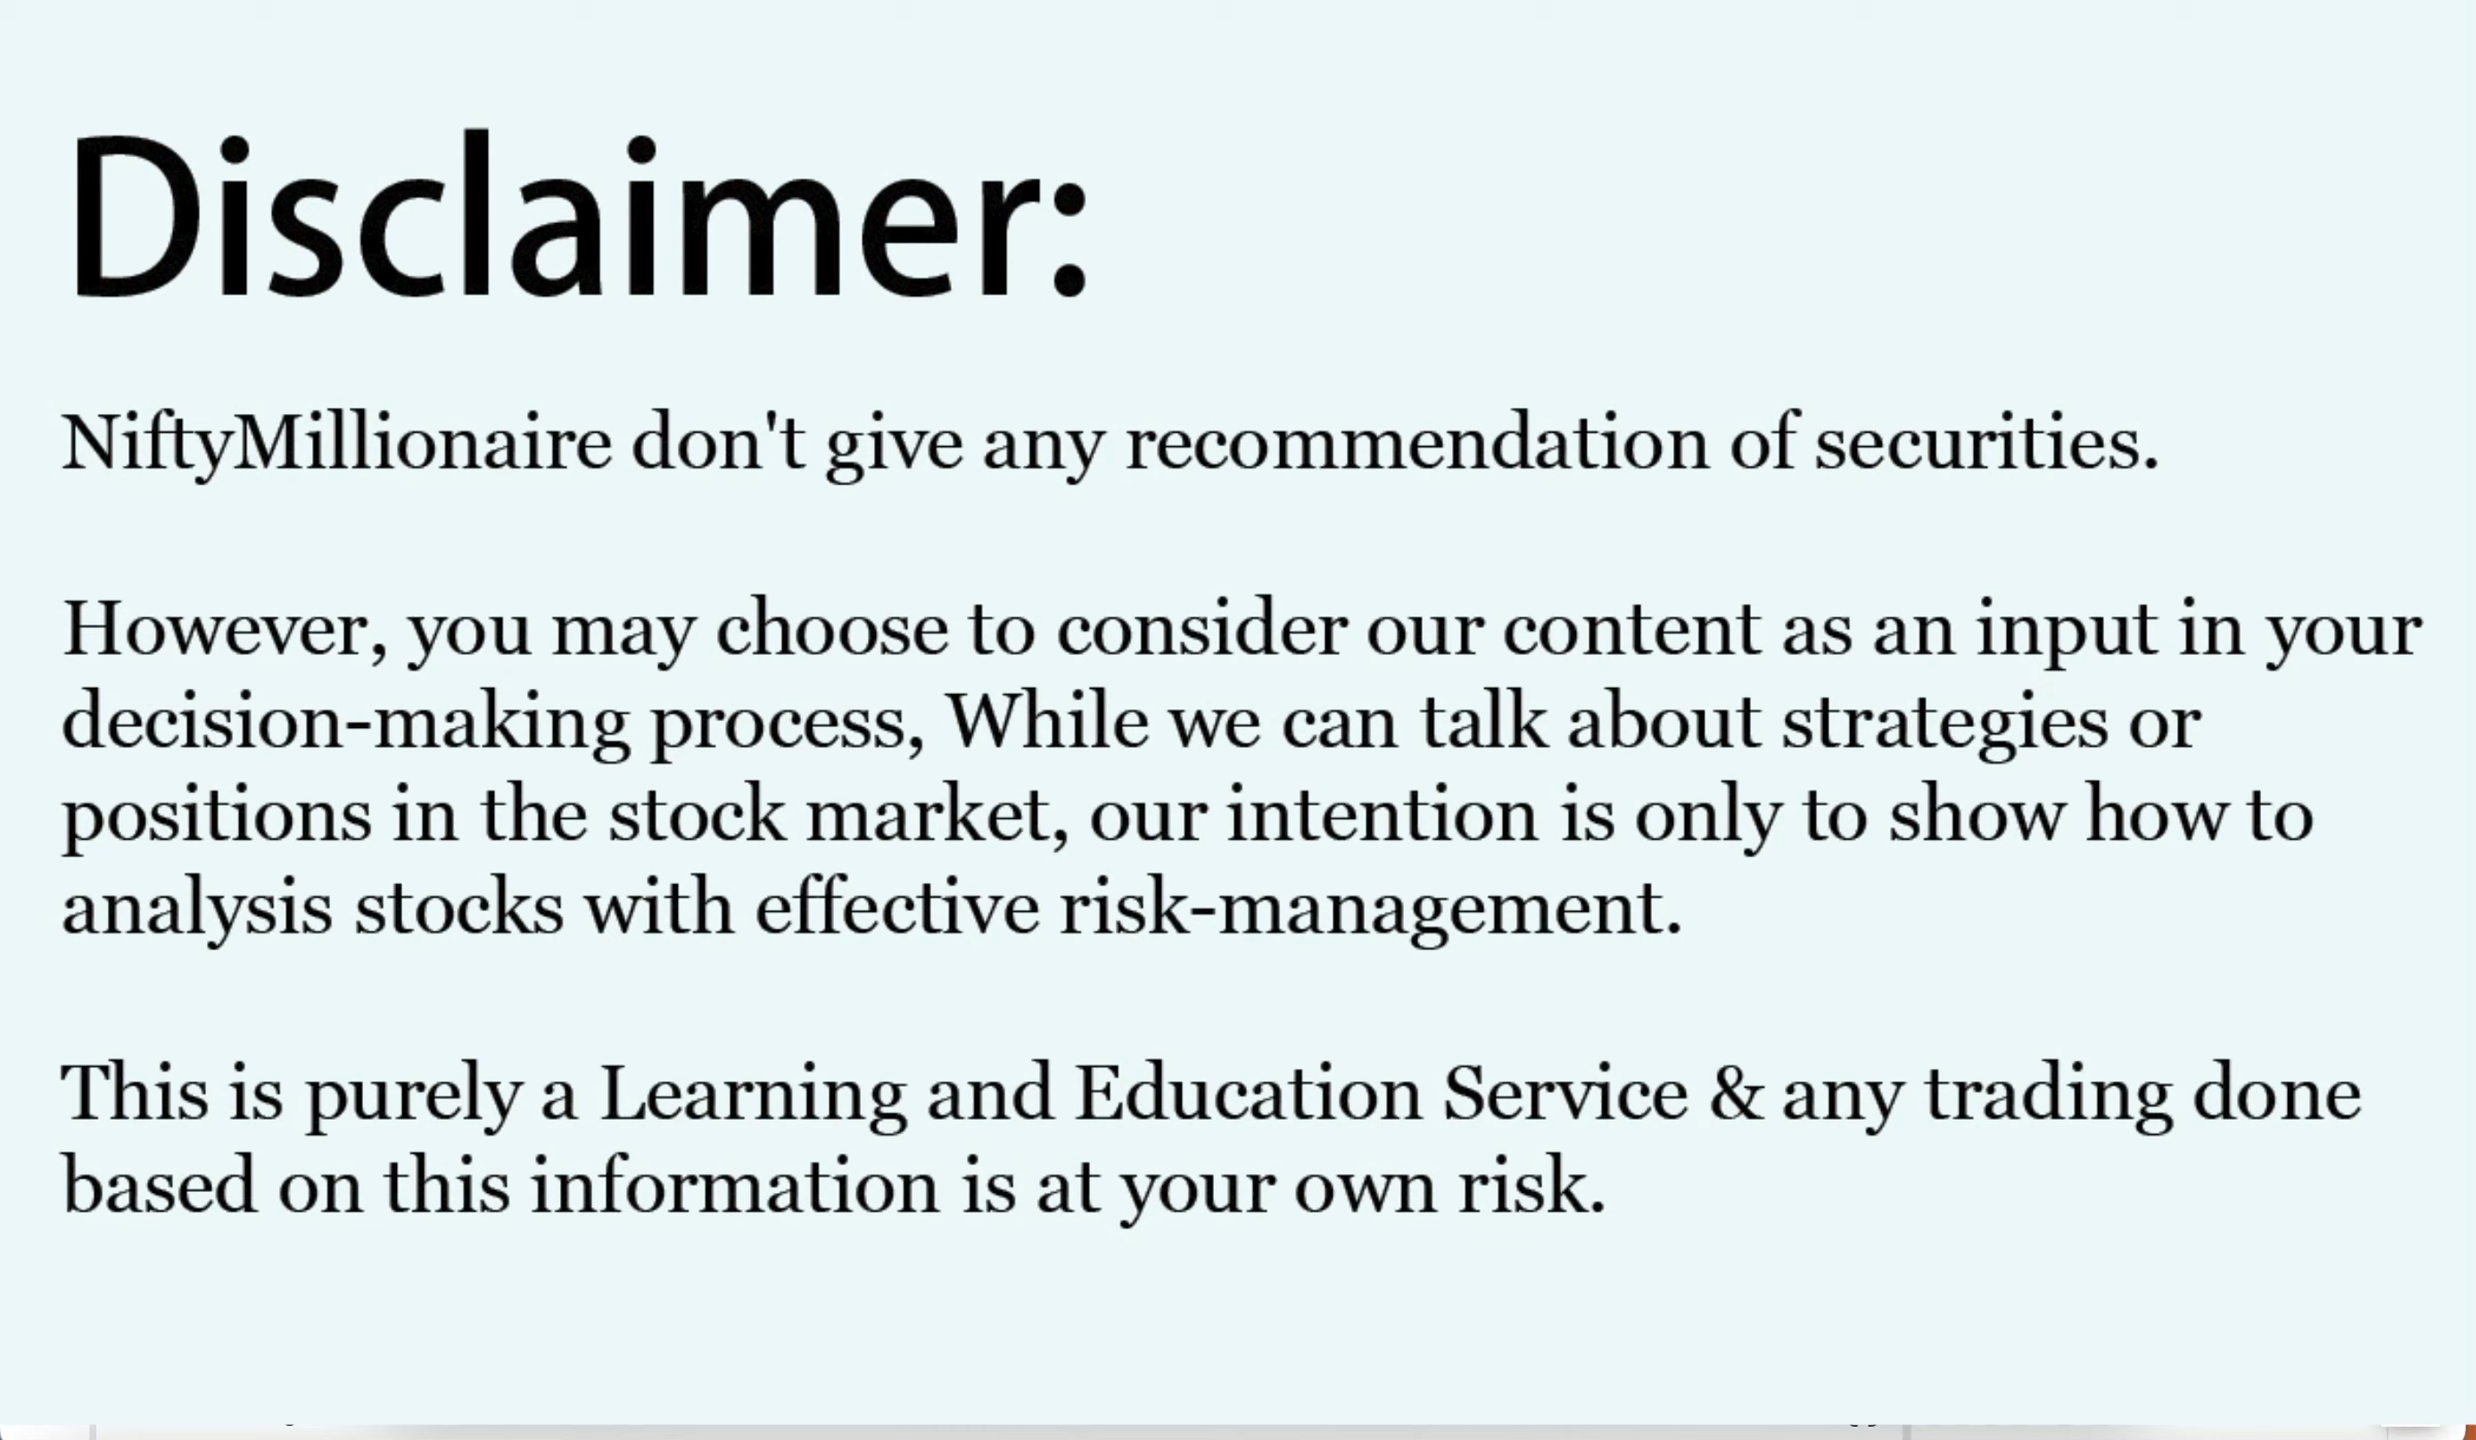 Disclaimer:
NiftyMillionaire don't give any recommendation of securities.
However, you may choose to consider our content as an input in your
decision-making process, While we can talk about strategies or
positions in the stock market, our intention is only to show how to
analysis stocks with effective risk-management.
This is purely a Learning and Education Service & any trading done
based on this information is at your own risk.